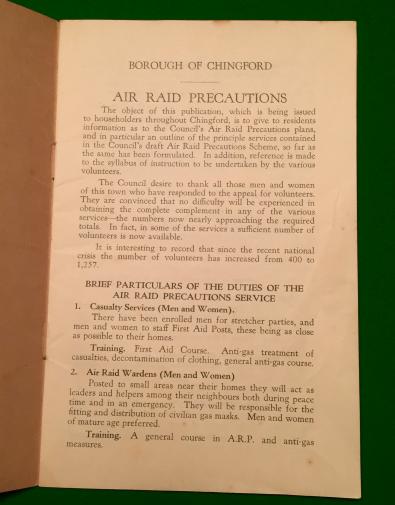 BOROUGH OF CHINGFORD
AIR RAID PRECAUTIONS
The object of this publication, which is being issued
to householders throughout Chingford, is to give to residents
information as to the Council's Air Raid Precautions plans,
and in particular an outline of the principle services contained
in the Council's draft Air Raid Precautions Scheme, so far as
the same has been formulated. In addition, reference is made
to the syllabus of instruction to be undertaken by the various
volunteers.
The Council desire to thank all those men and women
of this town who have responded to the appeal for volunteers.
They are convinced that no difficulty will be experienced in
obtaining the complete complement in any of the various
services—the numbers now nearly approaching the required
totals. In fact, in some of the services a sufficient number of
volunteers is now available.
It is interesting to record that since the recent national
crisis the number of volunteers has increased from 400 to
1,257.
BRIEF PARTICULARS OF THE DUTIES OF THE
AIR RAID PRECAUTIONS SERVICE
1. Casualty Services (Men and Women).
There have been enrolled men for stretcher parties, and
men and women to staff First Aid Posts, these being as close
as possible to their homes.
Training. First Aid Course. Anti-gas treatment of
casualties, decontamination of clothing, general anti-gas course.
2. Air Raid Wardens (Men and Women)
Posted to small areas near their homes they will act as
leaders and helpers among their neighbours both during peace
time and in an emergency. They will be responsible for the
fitting and distribution of civilian gas masks. Men and women
of mature age preferred.
Training. A general course in A.R.P. and anti-gas
measures.